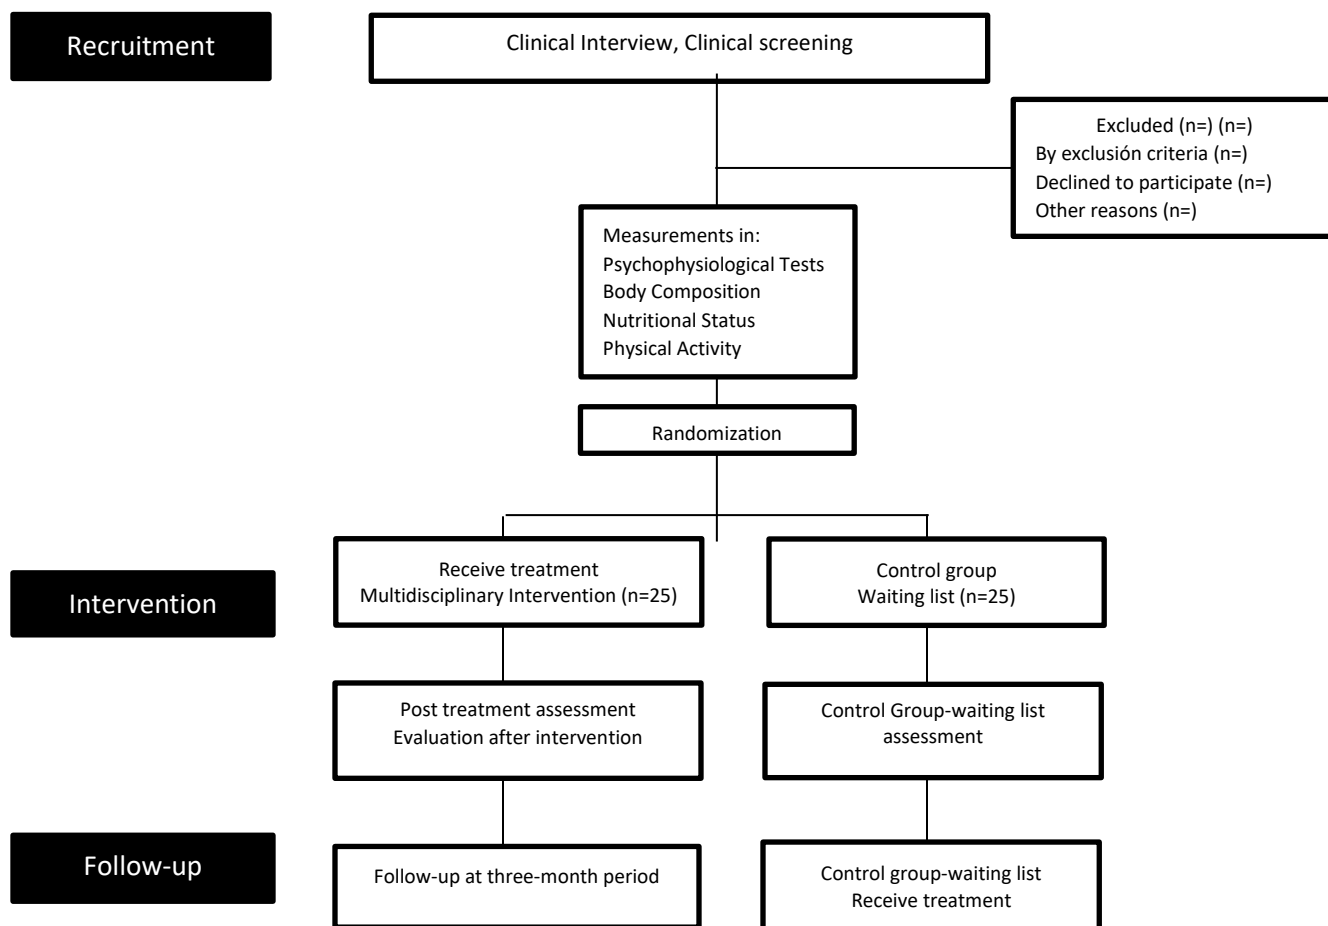 Recruitment
Clinical Interview, Clinical screening
Excluded (n=) (n=)
By exclusión criteria (n=)
Declined to participate (n=)
Other reasons (n=)
Measurements in:
Psychophysiological Tests
Body Composition
Nutritional Status
Physical Activity
Randomization
Intervention
Receive treatment
Multidisciplinary Intervention (n=25)
Control group
Waiting list (n=25)
Post treatment assessment
Evaluation after intervention
Control Group-waiting list
assessment
Follow-up
Follow-up at three-month period
Control group-waiting list
Receive treatment